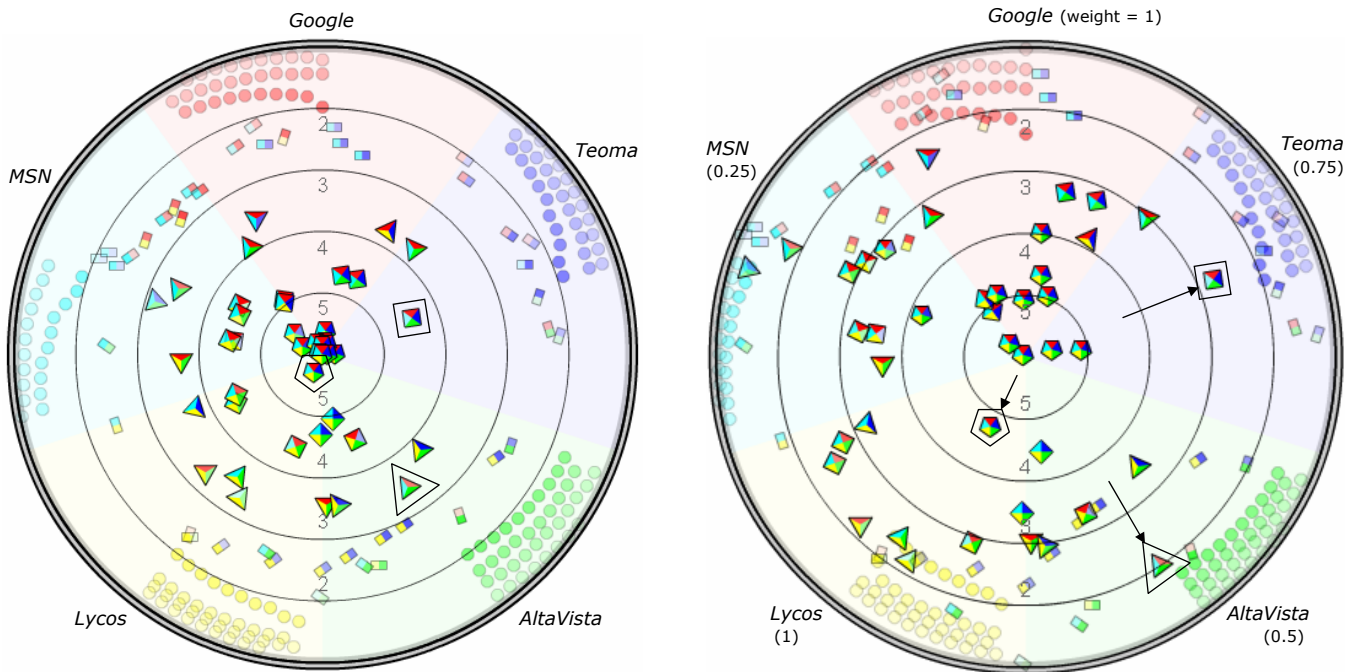 Google
MSN
Teoma
2
3
4
5
5
4
3
2
Lycos
AltaVista
Google (weight = 1)
MSN
(0.25)
Teoma
(0.75)
2
3
4
5
5
4
3
2
Lycos
(1)
AltaVista
(0.5)